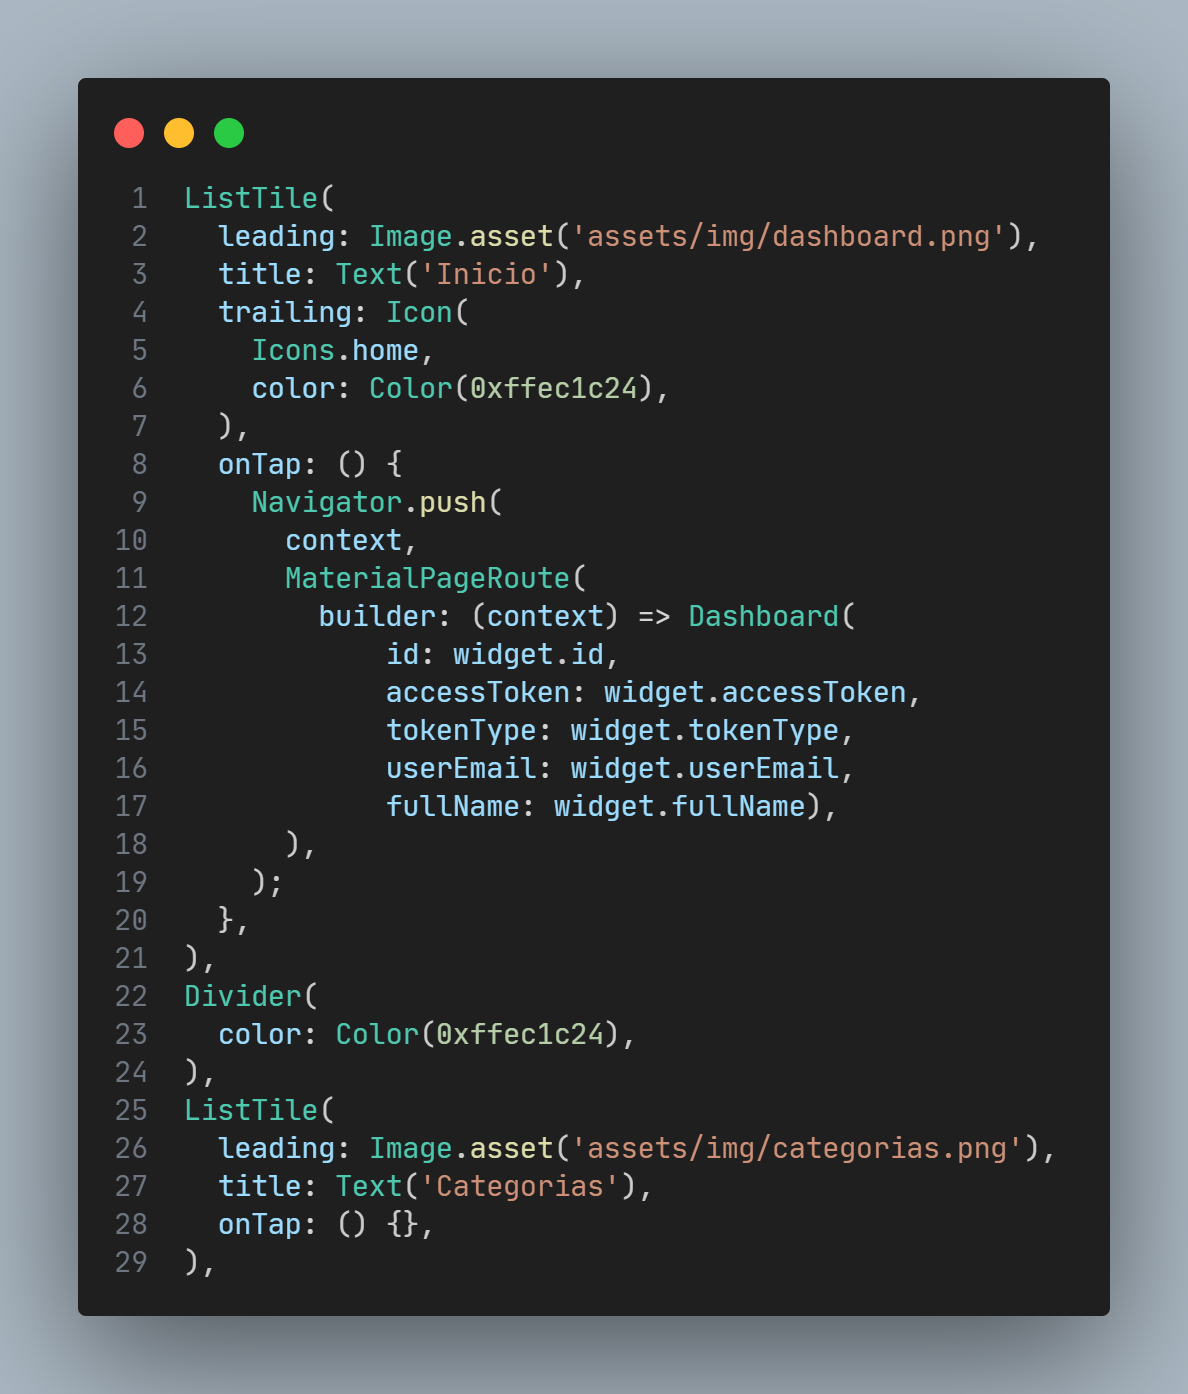 1 ListTile(
2   leading: Image.asset('assets/img/dashboard.png'),
3   title: Text('Inicio'),
4   trailing: Icon(
5     Icons.home,
6     color: Color(0xffec1c24),
7   ),
8   onTap: () {
9     Navigator.push(
10       context,
11       MaterialPageRoute(
12         builder: (context) => Dashboard(
13             id: widget.id,
14             accessToken: widget.accessToken,
15             tokenType: widget.tokenType,
16             userEmail: widget.userEmail,
17             fullName: widget.fullName),
18       ),
19     );
20   },
21 ),
22 Divider(
23   color: Color(0xffec1c24),
24 ),
25 ListTile(
26   leading: Image.asset('assets/img/categorias.png'),
27   title: Text('Categorias'),
28   onTap: () {},
29 ),